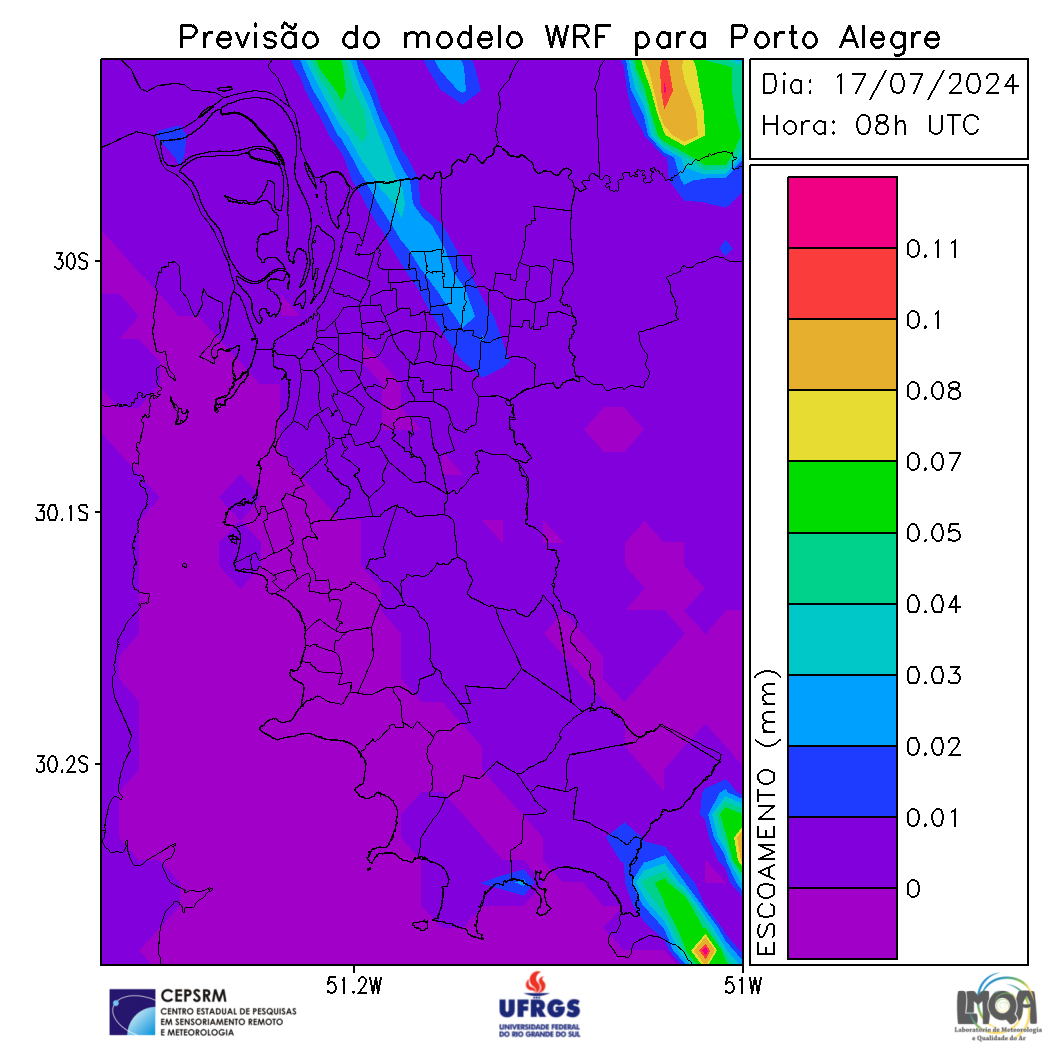 Previsão do modelo WRF para Porto Alegre
Dia: 17/07/2024
Hora: 08h UTC
30S
30.1S
30.2S
51.2W
51W
ESCOAMENTO (mm)
0.11
0.1
0.08
0.07
0.05
0.04
0.03
0.02
0.01
0
CEPSRM
CENTRO ESTADUAL DE PESQUISAS
EM SENSORIAMENTO REMOTO
E METEOROLOGIA
UFRGS
UNIVERSIDADE FEDERAL
DO RIO GRANDE DO SUL
LMQA
Laboratório de Meteorologia
e Qualidade do Ar